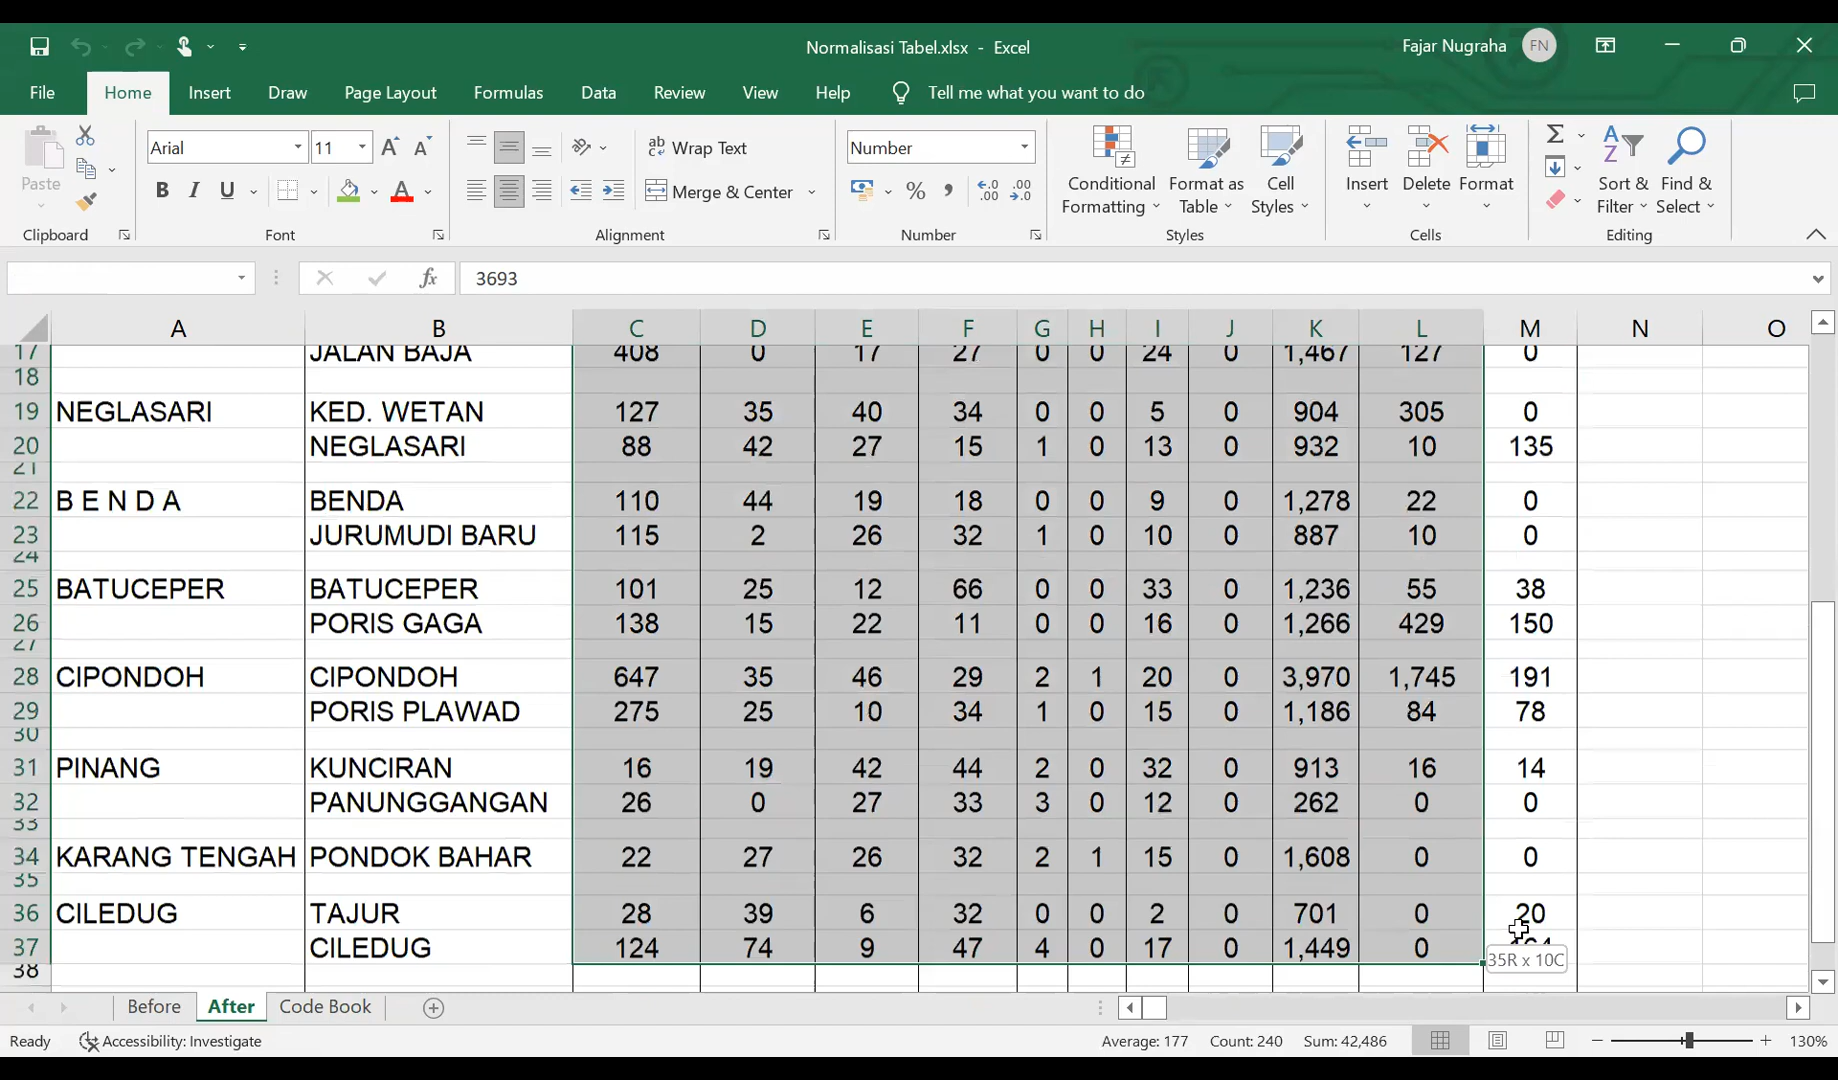 Normalisasi Tabel.xlsx - Excel
Fajar Nugraha FN
File Home Insert Draw Page Layout Formulas Data Review View Help Tell me what you want to do
Paste
Clipboard
Arial 11
B I U A
Font
ab Wrap Text
Merge & Center
Alignment
Number
Number
Conditional Formatting
Format as Table
Cell Styles
Styles
Insert Delete Format
Cells
Sort & Filter
Find & Select
Editing
fx 3693
A B C D E F G H I J K L M N O
17 JALAN BAJA 408 0 17 27 0 0 24 0 1,467 127 0
18
19 NEGLASARI KED. WETAN 127 35 40 34 0 0 5 0 904 305 0
20 NEGLASARI 88 42 27 15 1 0 13 0 932 10 135
21
22 B E N D A BENDA 110 44 19 18 0 0 9 0 1,278 22 0
23 JURUMUDI BARU 115 2 26 32 1 0 10 0 887 10 0
24
25 BATUCEPER BATUCEPER 101 25 12 66 0 0 33 0 1,236 55 38
26 PORIS GAGA 138 15 22 11 0 0 16 0 1,266 429 150
27
28 CIPONDOH CIPONDOH 647 35 46 29 2 1 20 0 3,970 1,745 191
29 PORIS PLAWAD 275 25 10 34 1 0 15 0 1,186 84 78
30
31 PINANG KUNCIRAN 16 19 42 44 2 0 32 0 913 16 14
32 PANUNGGANGAN 26 0 27 33 3 0 12 0 262 0 0
33
34 KARANG TENGAH PONDOK BAHAR 22 27 26 32 2 1 15 0 1,608 0 0
35
36 CILEDUG TAJUR 28 39 6 32 0 0 2 0 701 0 20
37 CILEDUG 124 74 9 47 4 0 17 0 1,449 0
35R x 10C
38
Before After Code Book
Ready Accessibility: Investigate Average: 177 Count: 240 Sum: 42,486 130%